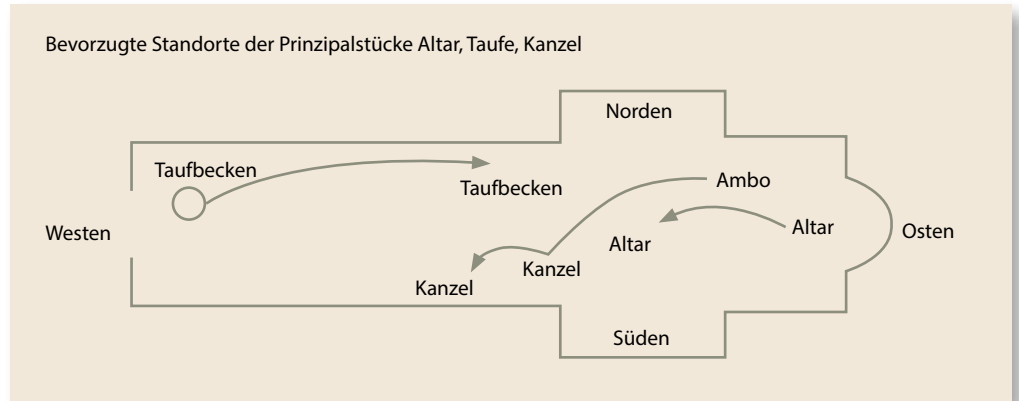 Bevorzugte Standorte der Prinzipalstücke Altar, Taufe, Kanzel
Norden
Taufbecken
Taufbecken
Ambo
Westen
Altar
Altar
Osten
Kanzel
Kanzel
Süden